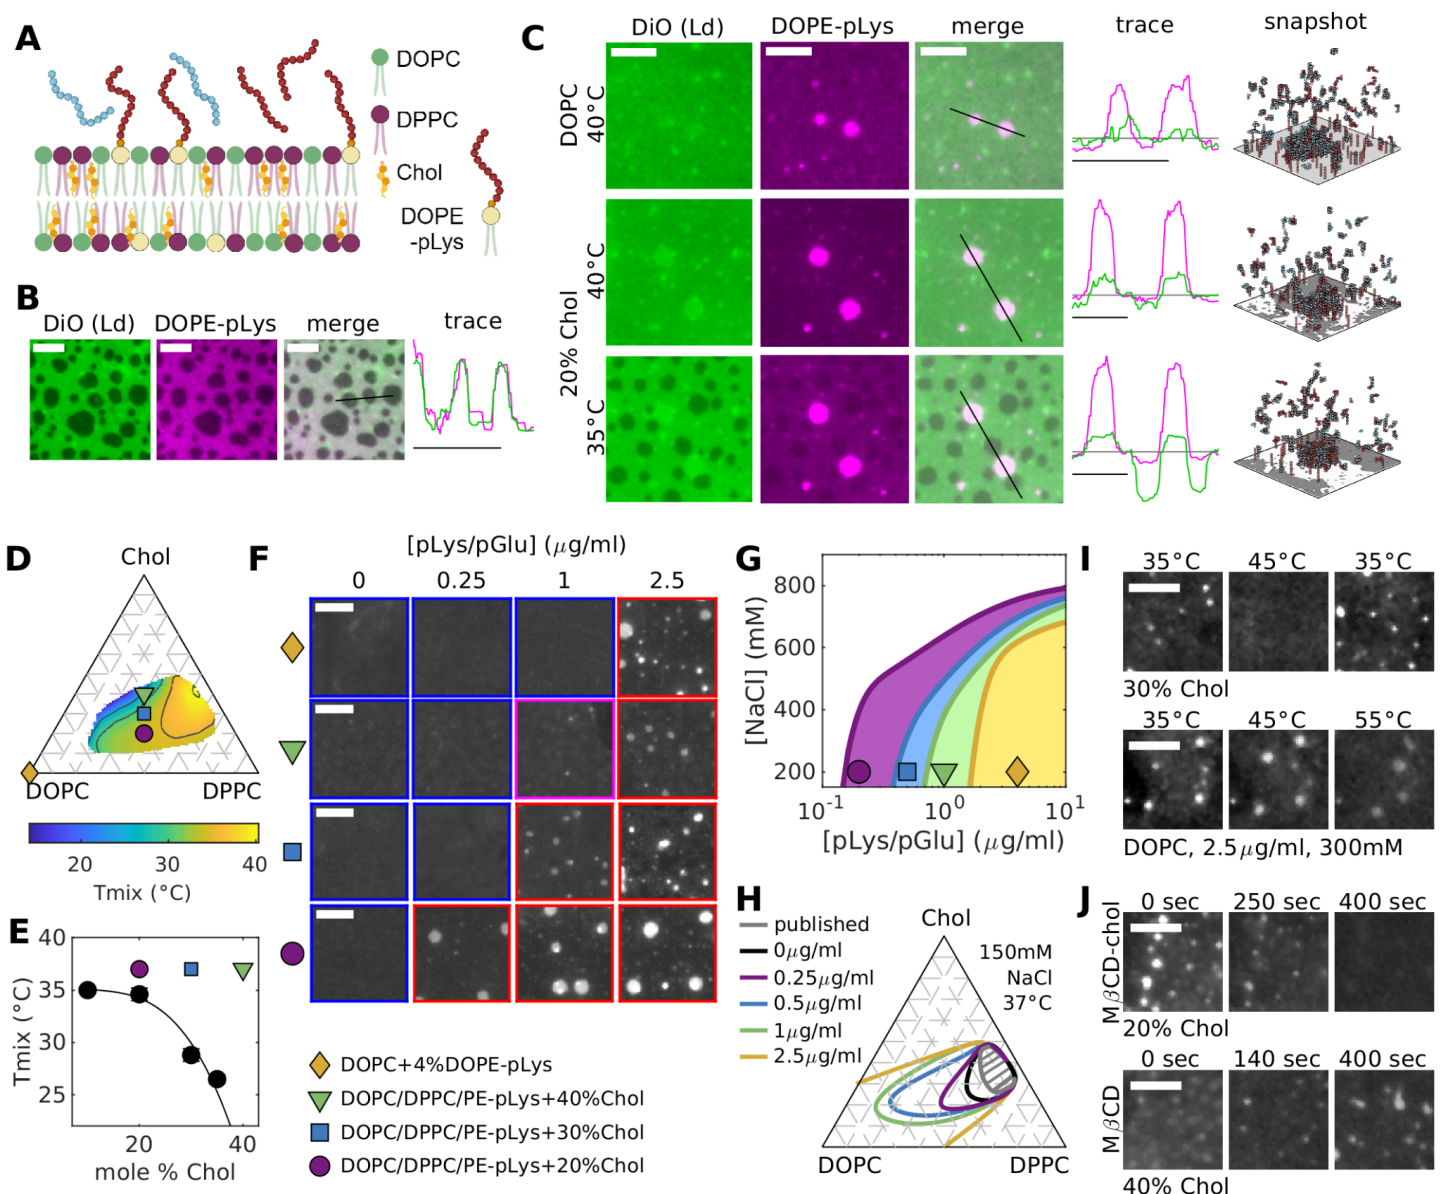 A
DOPC
DPPC
Chol
DOPE
-pLys
B
DiO (Ld) DOPE-pLys merge trace
C
DiO (Ld) DOPE-pLys merge trace snapshot
DOPC
40°C
20% Chol
40°C
35°C
D
Chol
DOPC DPPC
20 30 40
Tmix (°C)
E
40
35
30
25
Tmix (°C)
20 40
mole % Chol
F
[pLys/pGlu] (μg/ml)
0 0.25 1 2.5
DOPC+4%DOPE-pLys
DOPC/DPPC/PE-pLys+40%Chol
DOPC/DPPC/PE-pLys+30%Chol
DOPC/DPPC/PE-pLys+20%Chol
G
800
600
400
200
[NaCl] (mM)
10-1 100 101
[pLys/pGlu] (μg/ml)
H
published
0μg/ml
0.25μg/ml
0.5μg/ml
1μg/ml
2.5μg/ml
Chol
150mM
NaCl
37°C
DOPC DPPC
I
35°C 45°C 35°C
30% Chol
35°C 45°C 55°C
DOPC, 2.5μg/ml, 300mM
J
0 sec 250 sec 400 sec
MβCD-chol
20% Chol
0 sec 140 sec 400 sec
MβCD
40% Chol